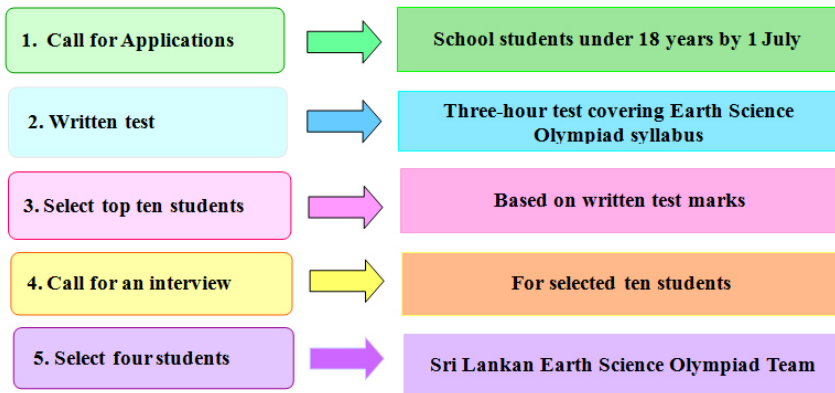 1. Call for Applications
School students under 18 years by 1 July
2. Written test
Three-hour test covering Earth Science
Olympiad syllabus
3. Select top ten students
Based on written test marks
4. Call for an interview
For selected ten students
5. Select four students
Sri Lankan Earth Science Olympiad Team